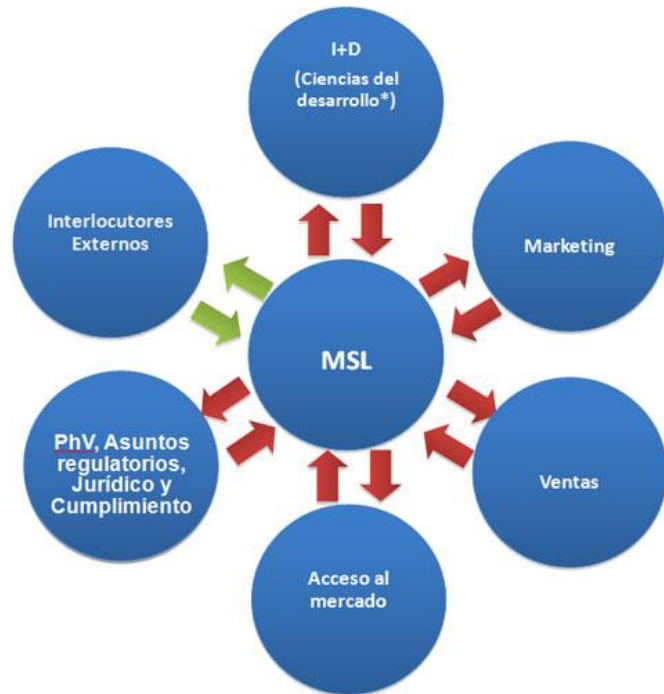 I+D
(Ciencias del
desarrollo*)
Interlocutores
Externos
Marketing
MSL
PhV, Asuntos
regulatorios,
Jurídico y
Cumplimiento
Ventas
Acceso al
mercado